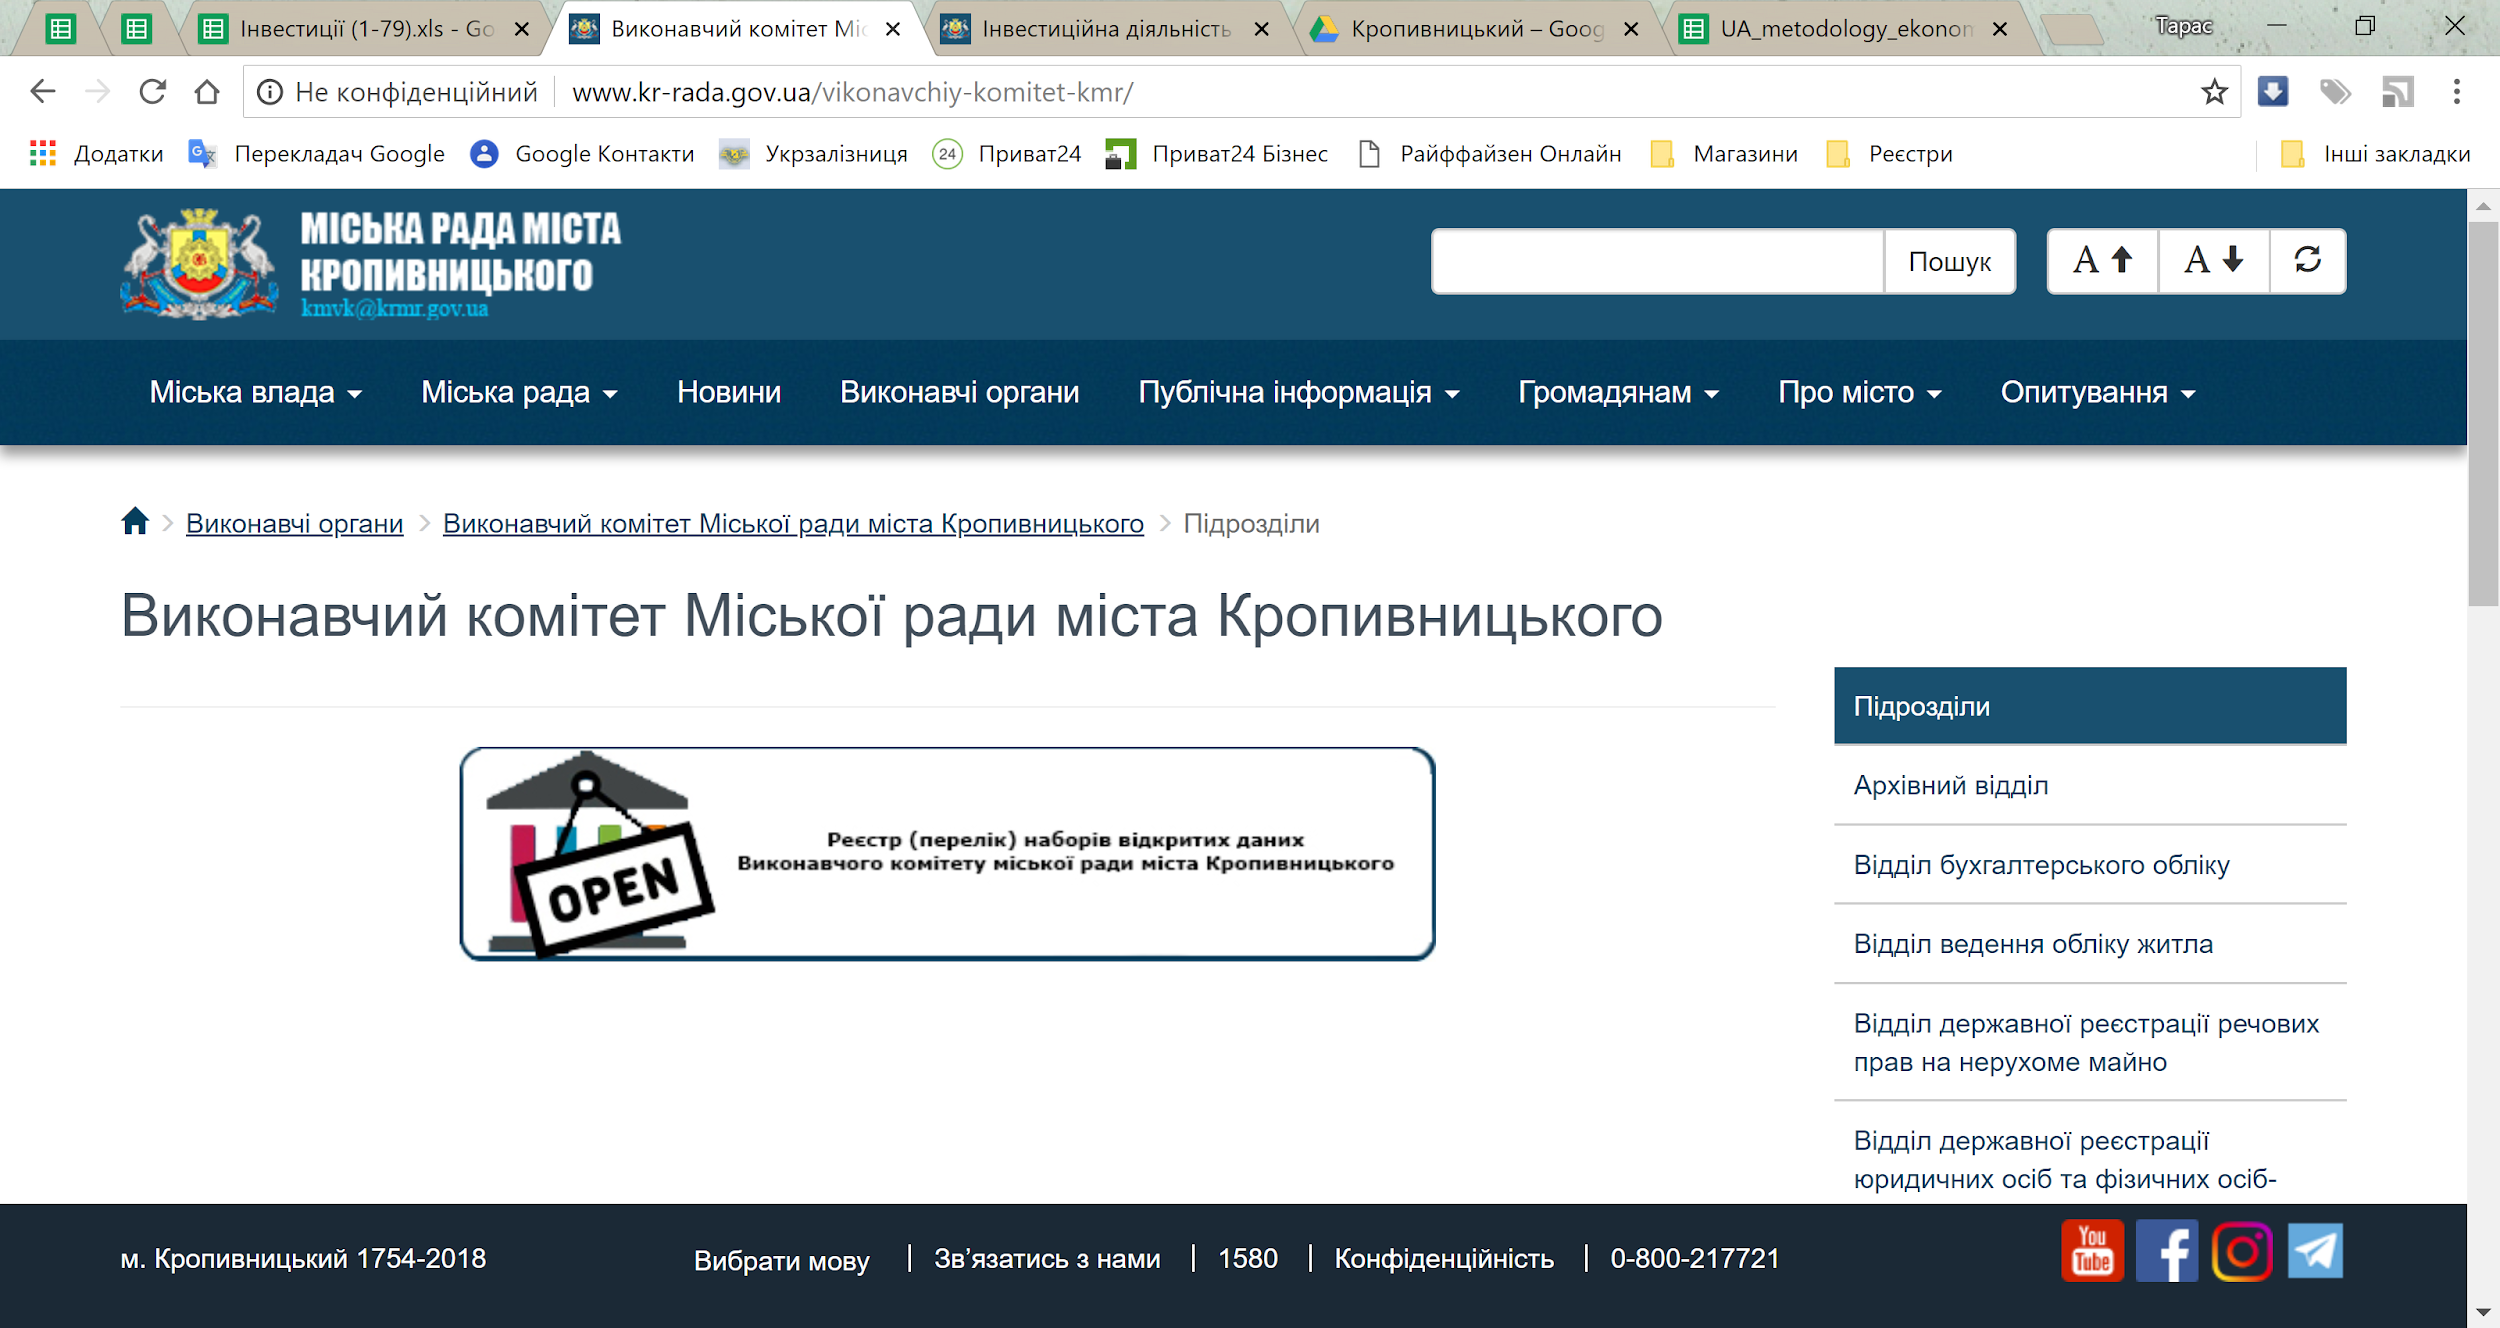 Інвестиції (1-79).xls - Go
Виконавчий комітет Міс
Інвестиційна діяльність
Кропивницький – Goog
UA_metodology_ekonom
Тарас
Не конфіденційний
www.kr-rada.gov.ua/vikonavchiy-komitet-kmr/
Додатки
Перекладач Google
Google Контакти
Укрзалізниця
24
Приват24
Приват24 Бізнес
Райффайзен Онлайн
Магазини
Реєстри
Інші закладки
МІСЬКА РАДА МІСТА
КРОПИВНИЦЬКОГО
kmvk@krmr.gov.ua
Пошук
A
A
Міська влада
Міська рада
Новини
Виконавчі органи
Публічна інформація
Громадянам
Про місто
Опитування
Виконавчі органи
Виконавчий комітет Міської ради міста Кропивницького
Підрозділи
Виконавчий комітет Міської ради міста Кропивницького
OPEN
Реєстр (перелік) наборів відкритих даних
Виконавчого комітету міської ради міста Кропивницького
Підрозділи
Архівний відділ
Відділ бухгалтерського обліку
Відділ ведення обліку житла
Відділ державної реєстрації речових
прав на нерухоме майно
Відділ державної реєстрації
юридичних осіб та фізичних осіб-
м. Кропивницький 1754-2018
Вибрати мову
Зв’язатись з нами
1580
Конфіденційність
0-800-217721
You
Tube